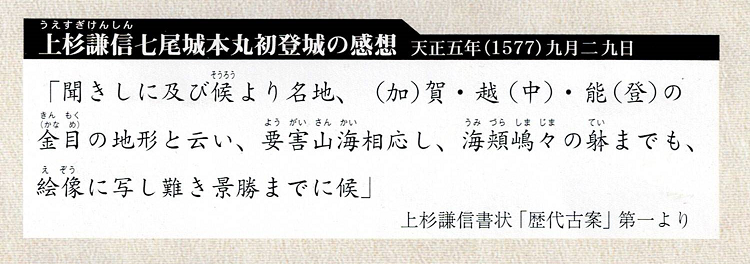 うえすぎけんしん
上杉謙信七尾城本丸初登城の感想 天正五年(1577)九月二九日
そうろう
「聞きしに及び候より名地、(加)賀・越(中)・能(登)の
きん もく よう がい さん かい うみ づら しま じま てい
(かな め)
金目の地形と云い、要害山海相応し、海頬嶋々の躰までも、
え ぞう
絵像に写し難き景勝までに候」
上杉謙信書状「歴代古案」第一より